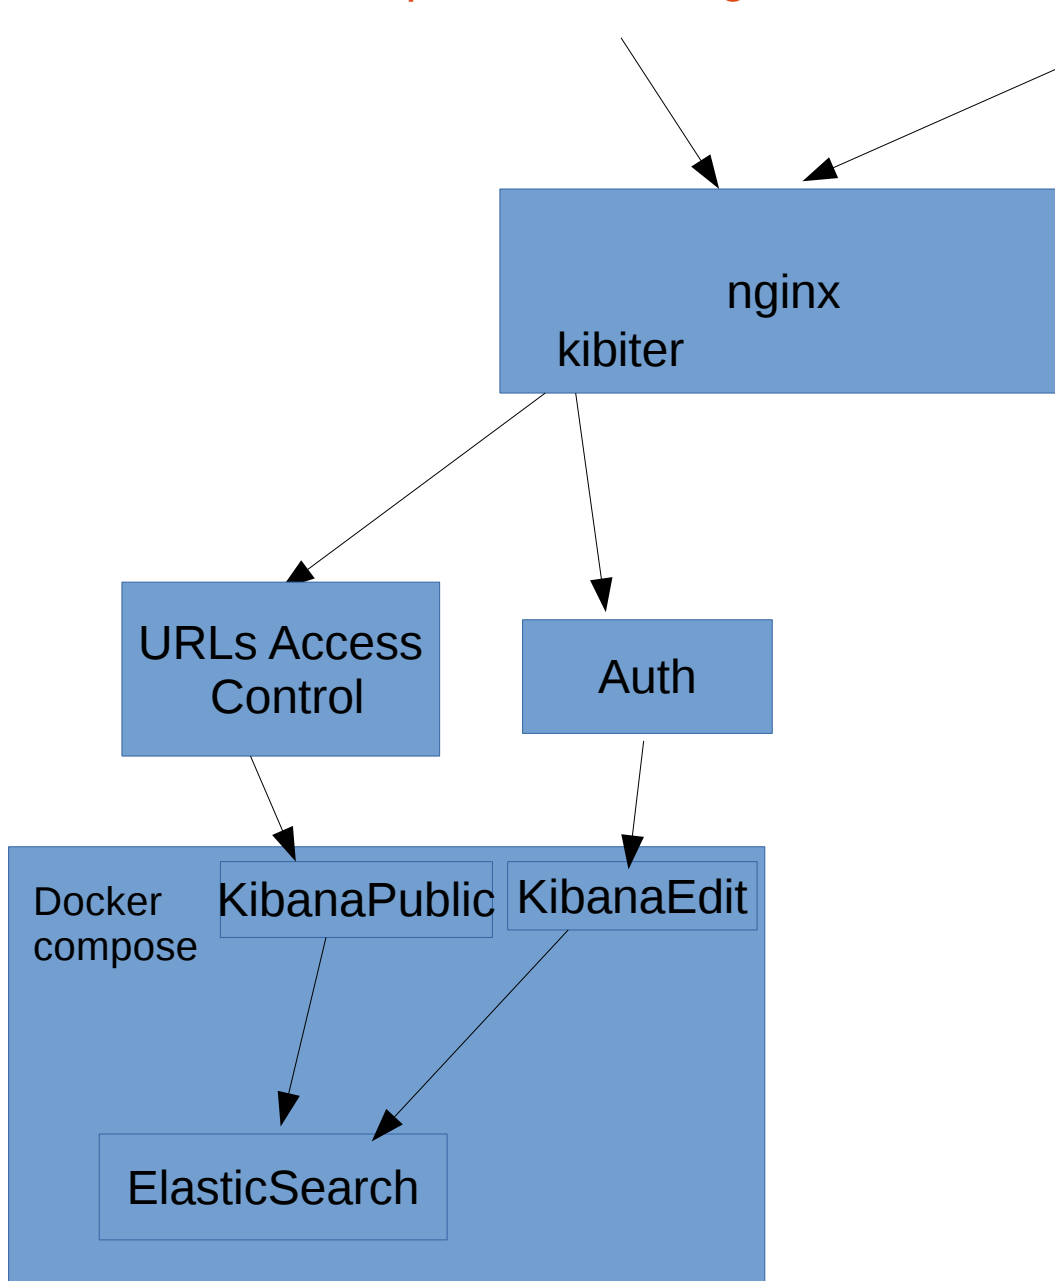 nginx
kibiter
URLs Access
Control
Auth
Docker
compose
KibanaPublic
KibanaEdit
ElasticSearch